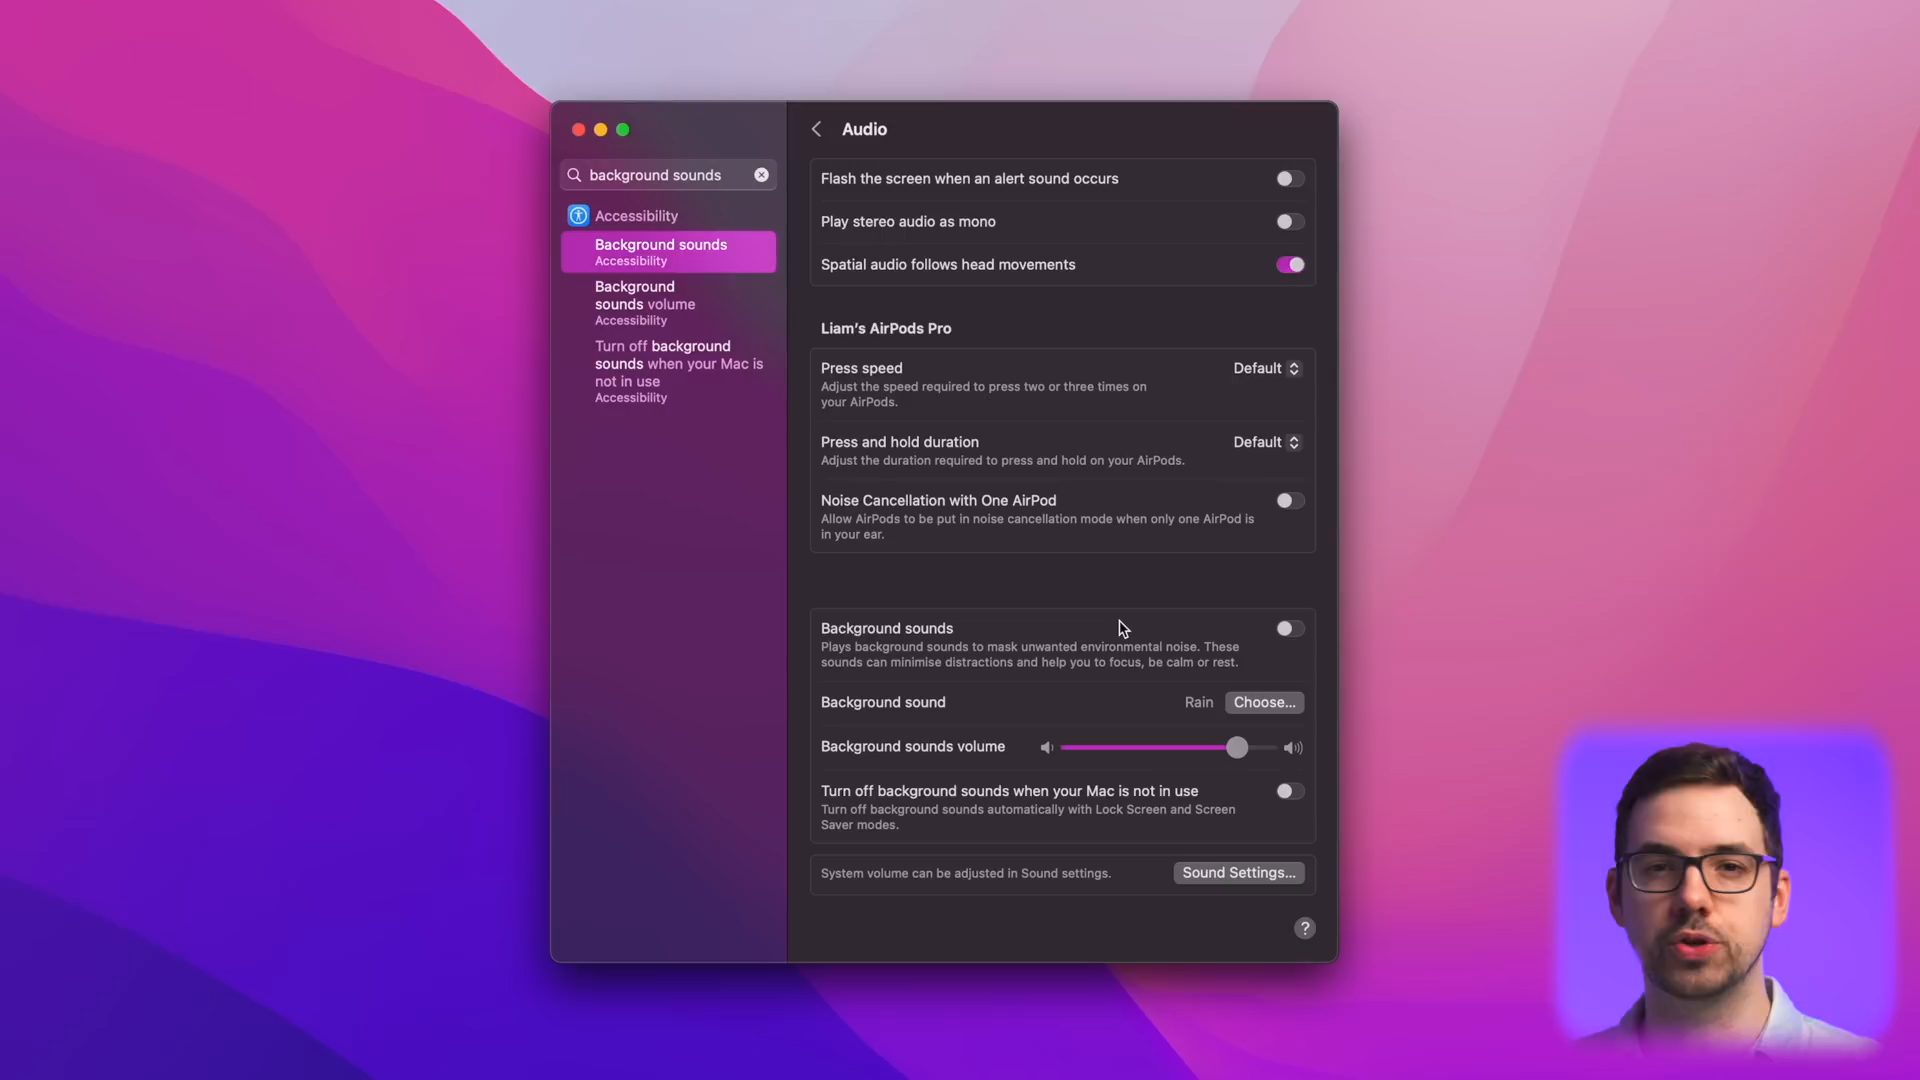 background sounds
Accessibility
Background sounds
Accessibility
Background
sounds volume
Accessibility
Turn off background
sounds when your Mac is
not in use
Accessibility
Audio
Flash the screen when an alert sound occurs
Play stereo audio as mono
Spatial audio follows head movements
Liam's AirPods Pro
Press speed
Default
Adjust the speed required to press two or three times on
your AirPods.
Press and hold duration
Default
Adjust the duration required to press and hold on your AirPods.
Noise Cancellation with One AirPod
Allow AirPods to be put in noise cancellation mode when only one AirPod is
in your ear.
Background sounds
Plays background sounds to mask unwanted environmental noise. These
sounds can minimise distractions and help you to focus, be calm or rest.
Background sound
Rain
Choose...
Background sounds volume
Turn off background sounds when your Mac is not in use
Turn off background sounds automatically with Lock Screen and Screen
Saver modes.
System volume can be adjusted in Sound settings.
Sound Settings...
?